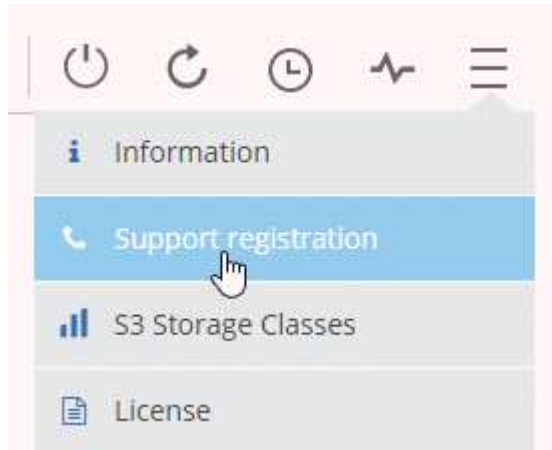 Information
Support registration
S3 Storage Classes
License